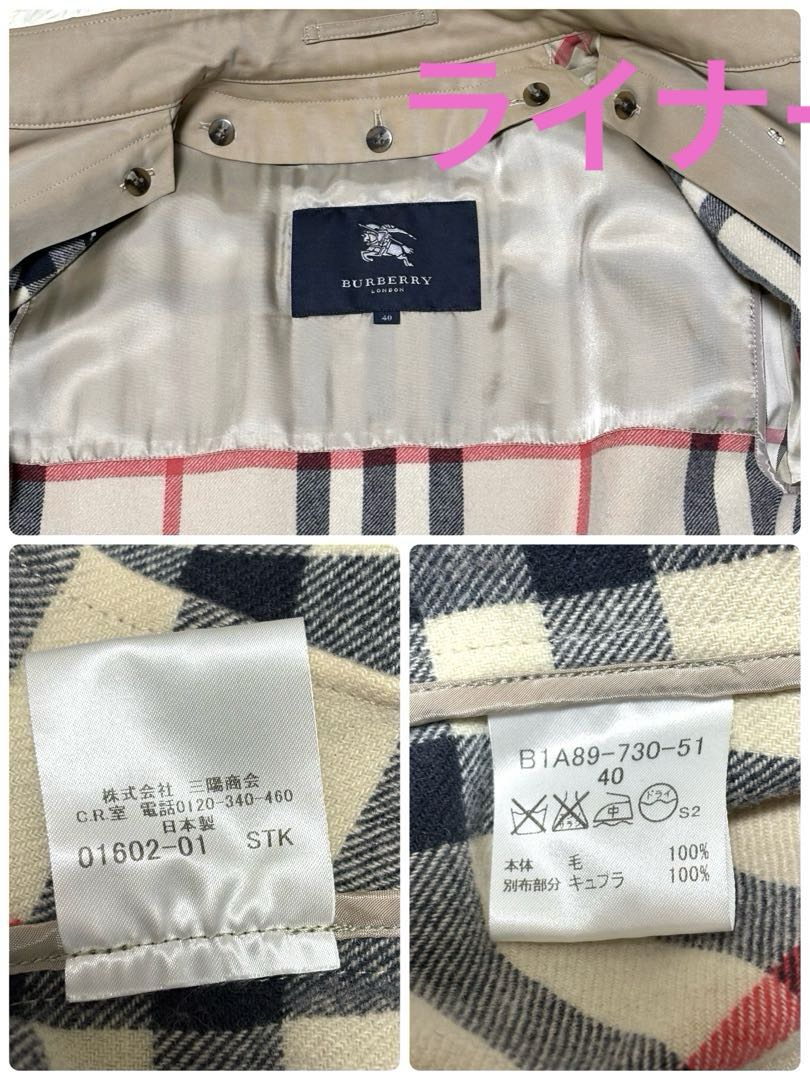 ライナー
BURBERRY
LONDON
40
株式会社 三陽商会
C.R.室 電話0120-340-460
日本製
01602-01 STK
B1A89-730-51
40
中 ドライ
S2
本体 毛 100%
別布部分 キュプラ 100%